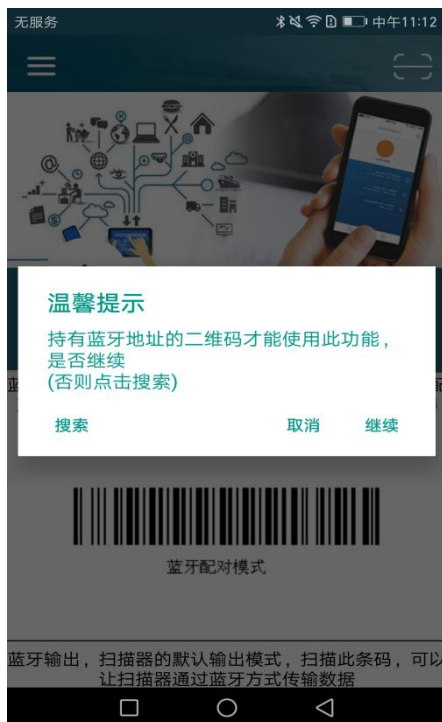 无服务
中午11:12
温馨提示
持有蓝牙地址的二维码才能使用此功能，
是否继续
(否则点击搜索)
搜索 取消 继续
蓝牙配对模式
蓝牙输出，扫描器的默认输出模式，扫描此条码，可以
让扫描器通过蓝牙方式传输数据